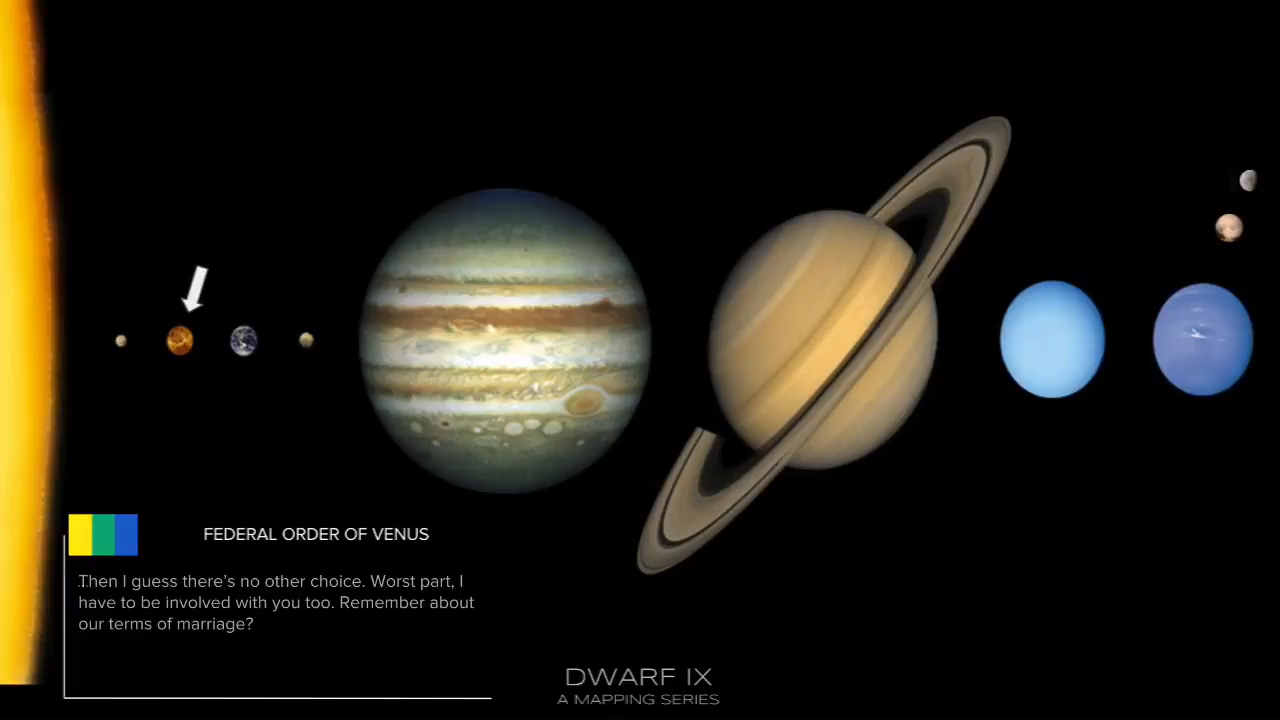 FEDERAL ORDER OF VENUS
Then I guess there's no other choice. Worst part, I
have to be involved with you too. Remember about
our terms of marriage?
DWARF IX
A MAPPING SERIES